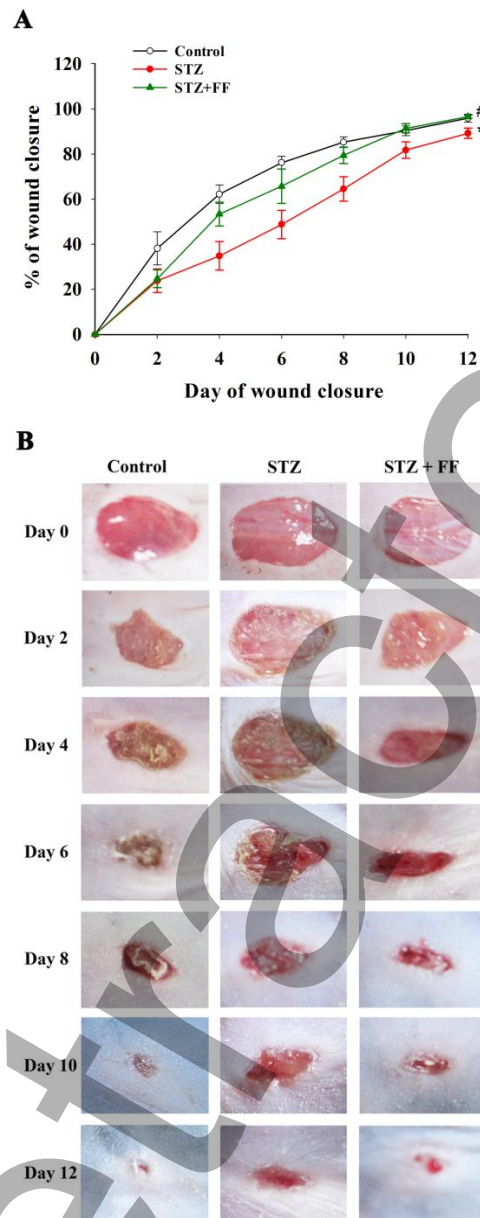 A
Control
STZ
STZ+FF
120
100
80
60
40
20
0
% of wound closure
0 2 4 6 8 10 12
Day of wound closure
#
*
B
Control STZ STZ + FF
Day 0
Day 2
Day 4
Day 6
Day 8
Day 10
Day 12